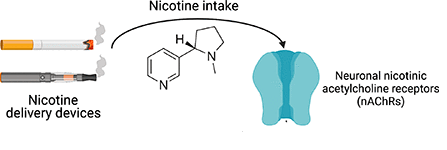 Nicotine intake
H
N
N
Nicotine
delivery devices
Neuronal nicotinic
acetylcholine receptors
(nAChRs)